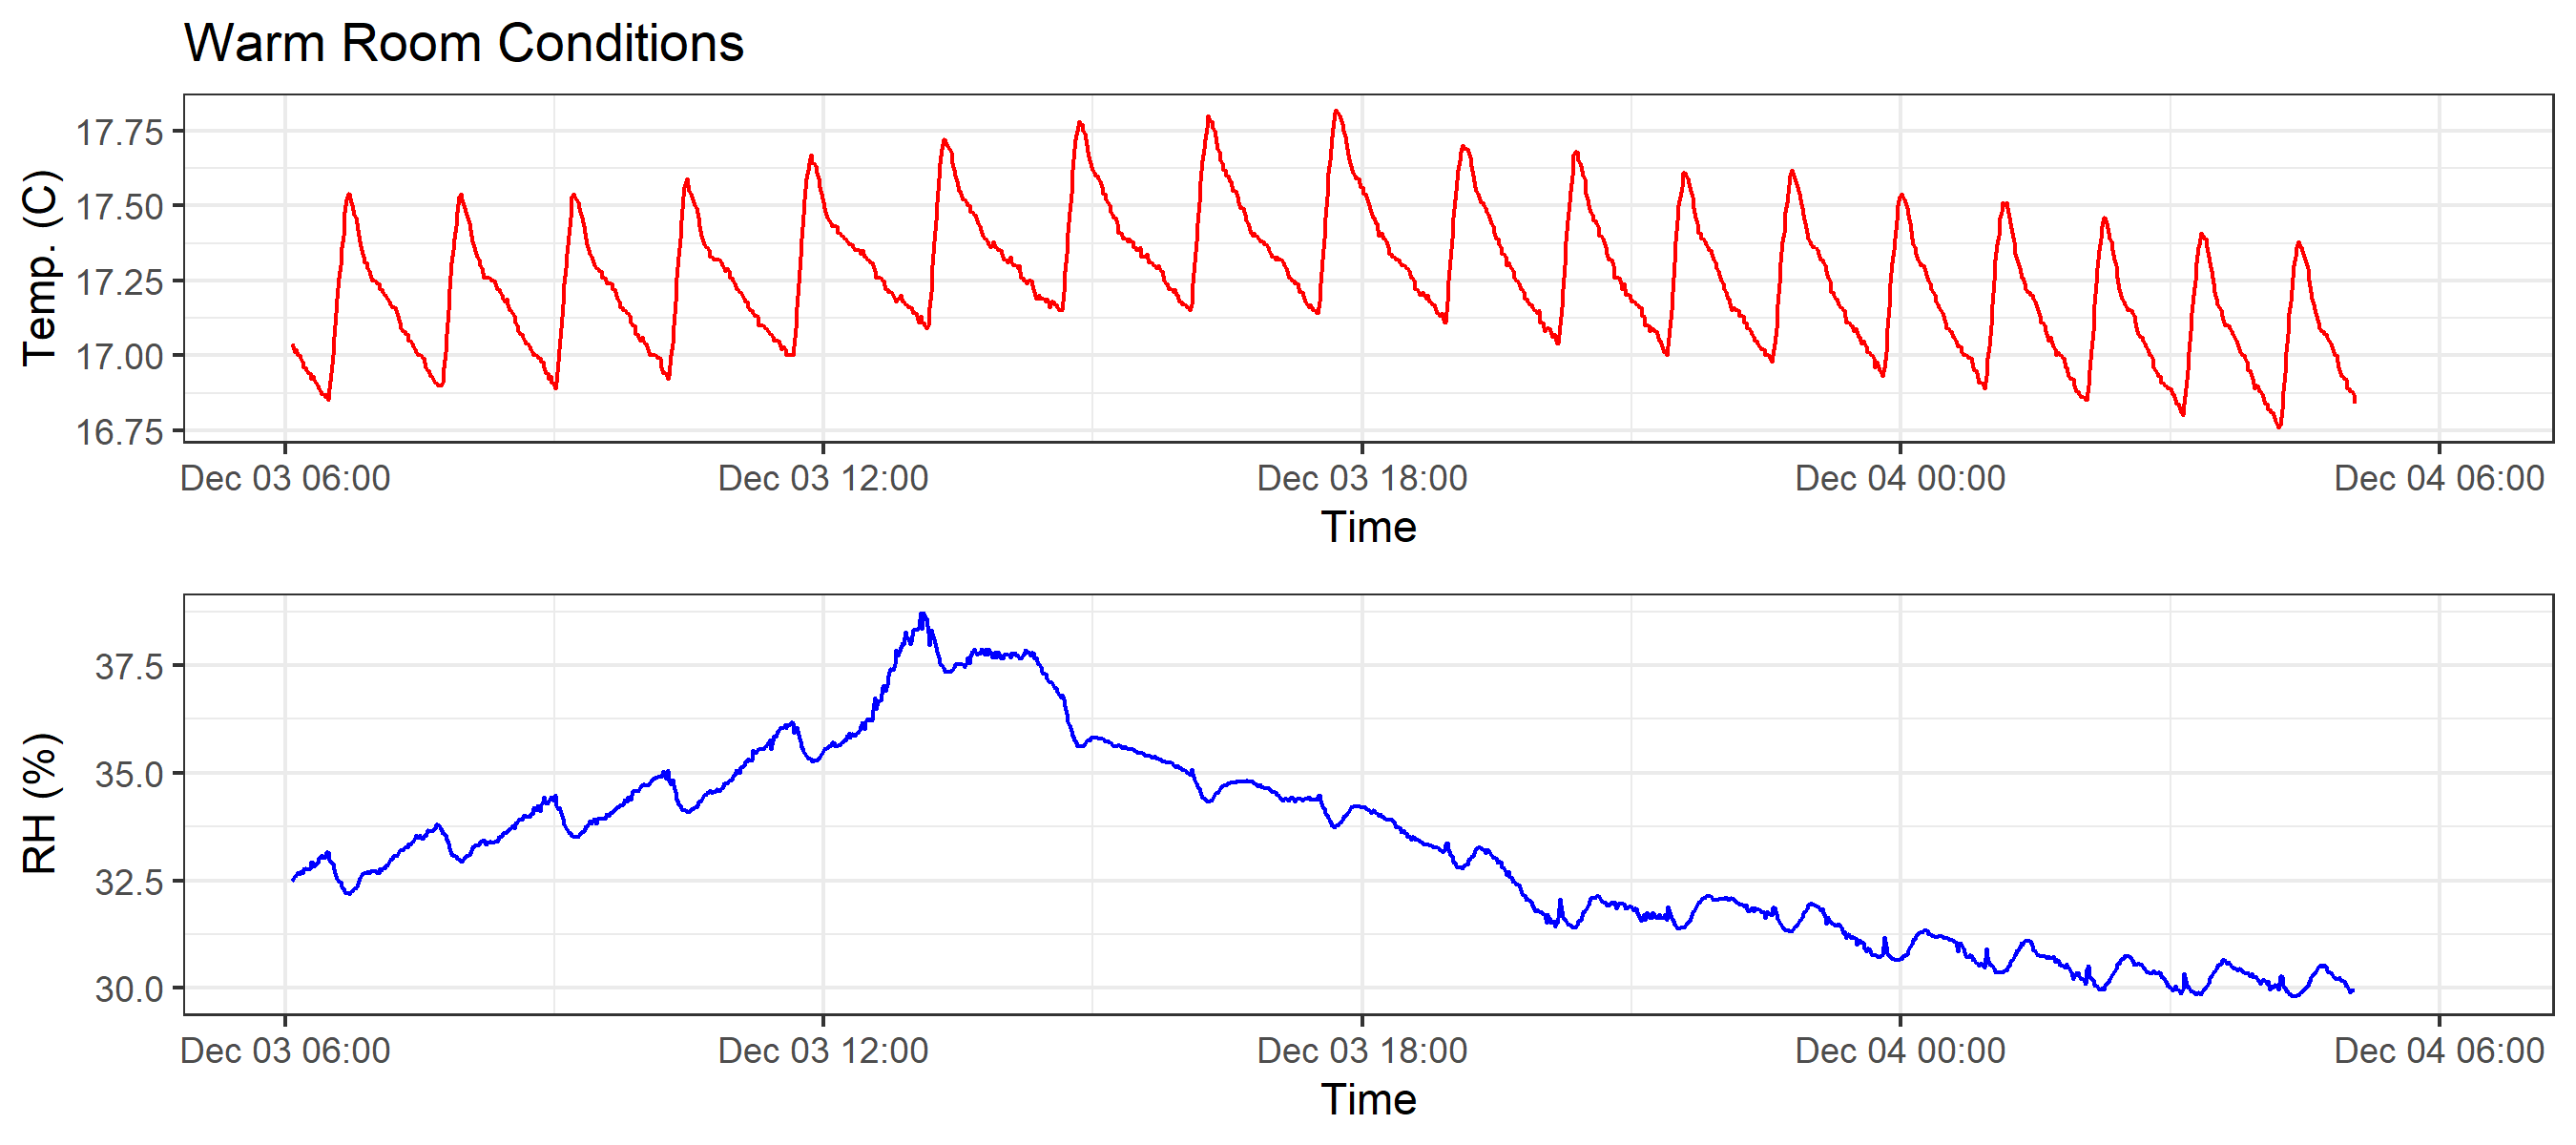 Warm Room Conditions
Temp. (C)
17.75
17.50
17.25
17.00
16.75
Dec 03 06:00 Dec 03 12:00 Dec 03 18:00 Dec 04 00:00 Dec 04 06:00
Time
RH (%)
37.5
35.0
32.5
30.0
Dec 03 06:00 Dec 03 12:00 Dec 03 18:00 Dec 04 00:00 Dec 04 06:00
Time